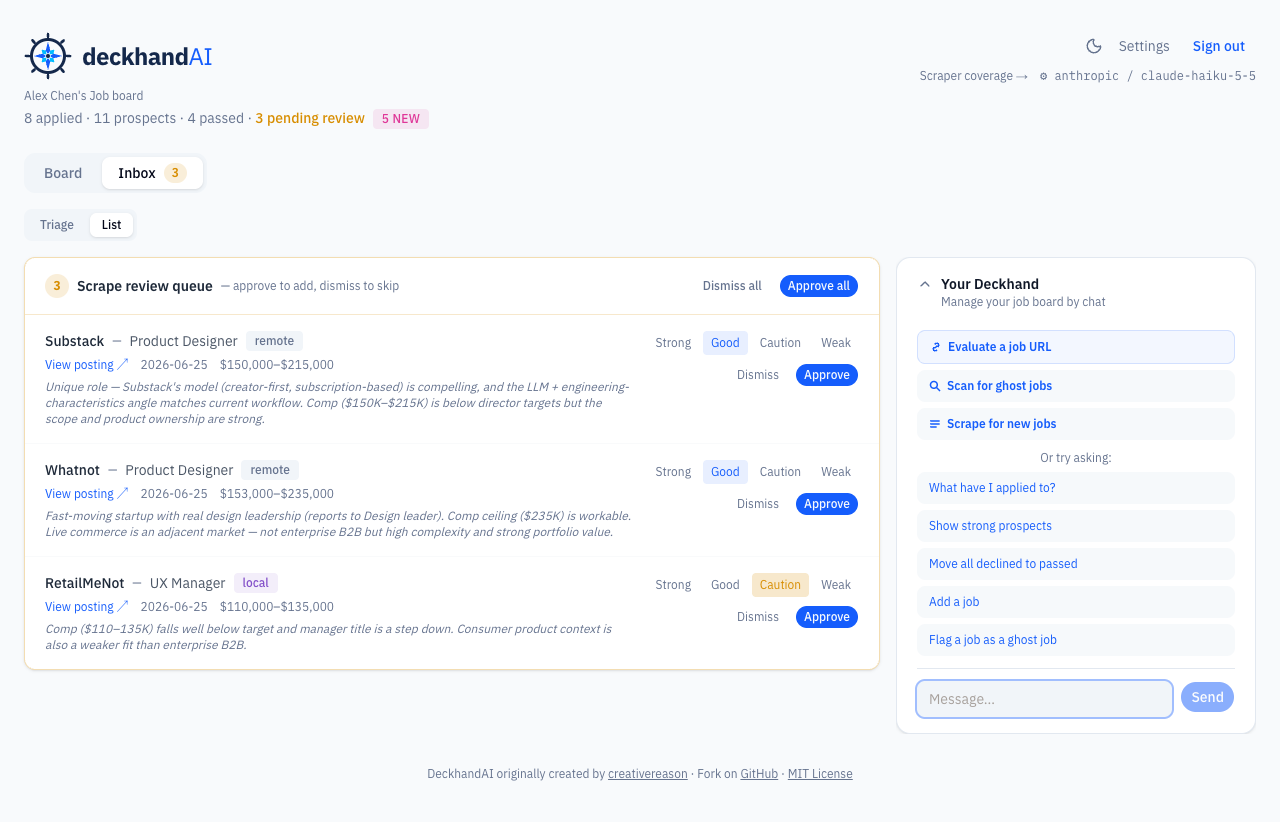 deckhandAI
Settings
Sign out
Scraper coverage → ⚙ anthropic / claude-haiku-5-5
Alex Chen's Job board
8 applied · 11 prospects · 4 passed · 3 pending review 5 NEW
Board Inbox 3
Triage List
3 Scrape review queue — approve to add, dismiss to skip Dismiss all Approve all
Substack — Product Designer remote
Strong Good Caution Weak
View posting ↗ 2026-06-25 $150,000–$215,000
Dismiss Approve
Unique role — Substack's model (creator-first, subscription-based) is compelling, and the LLM + engineering-
characteristics angle matches current workflow. Comp ($150K–$215K) is below director targets but the
scope and product ownership are strong.
Whatnot — Product Designer remote
Strong Good Caution Weak
View posting ↗ 2026-06-25 $153,000–$235,000
Dismiss Approve
Fast-moving startup with real design leadership (reports to Design leader). Comp ceiling ($235K) is workable.
Live commerce is an adjacent market — not enterprise B2B but high complexity and strong portfolio value.
RetailMeNot — UX Manager local
Strong Good Caution Weak
View posting ↗ 2026-06-25 $110,000–$135,000
Dismiss Approve
Comp ($110–135K) falls well below target and manager title is a step down. Consumer product context is
also a weaker fit than enterprise B2B.
Your Deckhand
Manage your job board by chat
Evaluate a job URL
Scan for ghost jobs
Scrape for new jobs
Or try asking:
What have I applied to?
Show strong prospects
Move all declined to passed
Add a job
Flag a job as a ghost job
Message...
Send
DeckhandAI originally created by creativereason · Fork on GitHub · MIT License